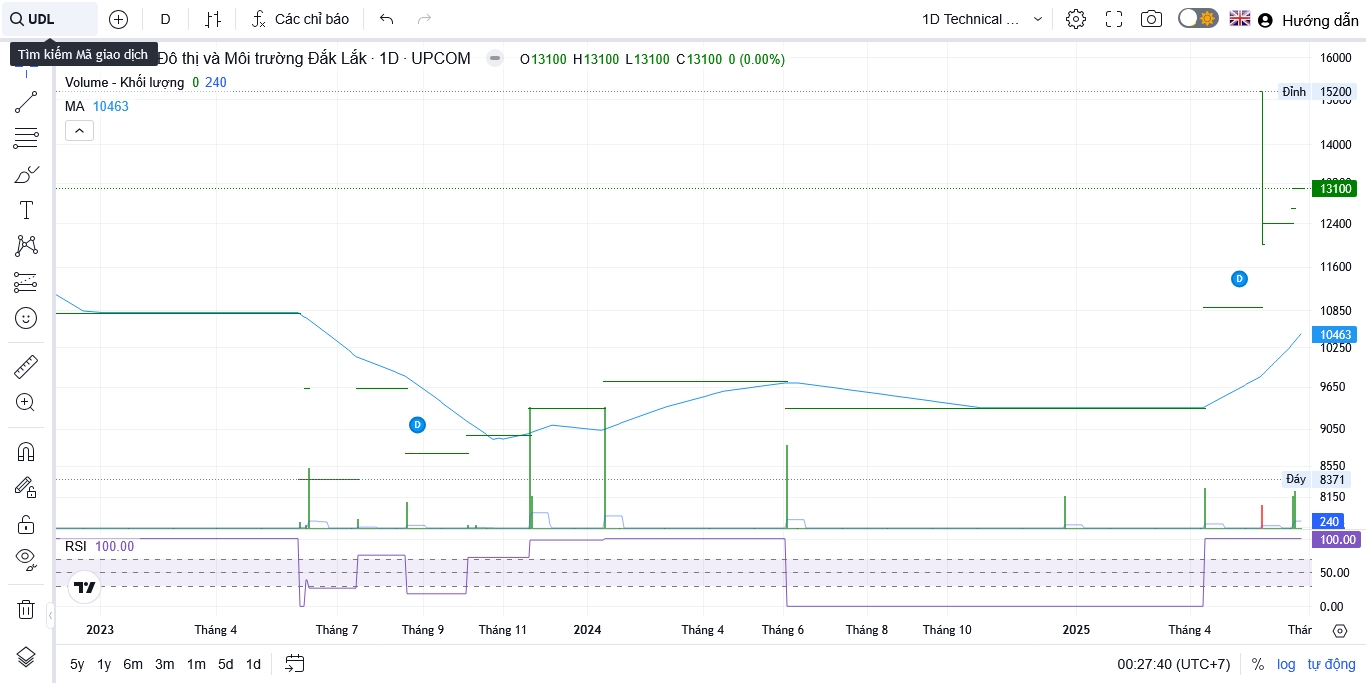 UDL D Các chỉ báo 1D Technical ... Hướng dẫn
Tìm kiếm Mã giao dịch
Đô thị và Môi trường Đắk Lắk · 1D · UPCOM O13100 H13100 L13100 C13100 0 (0.00%)
Volume - Khối lượng 0 240
MA 10463
16000
Đỉnh 15200
14000
13100
12400
11600
D
10850
10463
10250
9650
D
9050
8550
Đáy 8371
8150
240
RSI 100.00
100.00
50.00
0.00
2023 Tháng 4 Tháng 7 Tháng 9 Tháng 11 2024 Tháng 4 Tháng 6 Tháng 8 Tháng 10 2025 Tháng 4 Thár
5y 1y 6m 3m 1m 5d 1d 00:27:40 (UTC+7) % log tự động